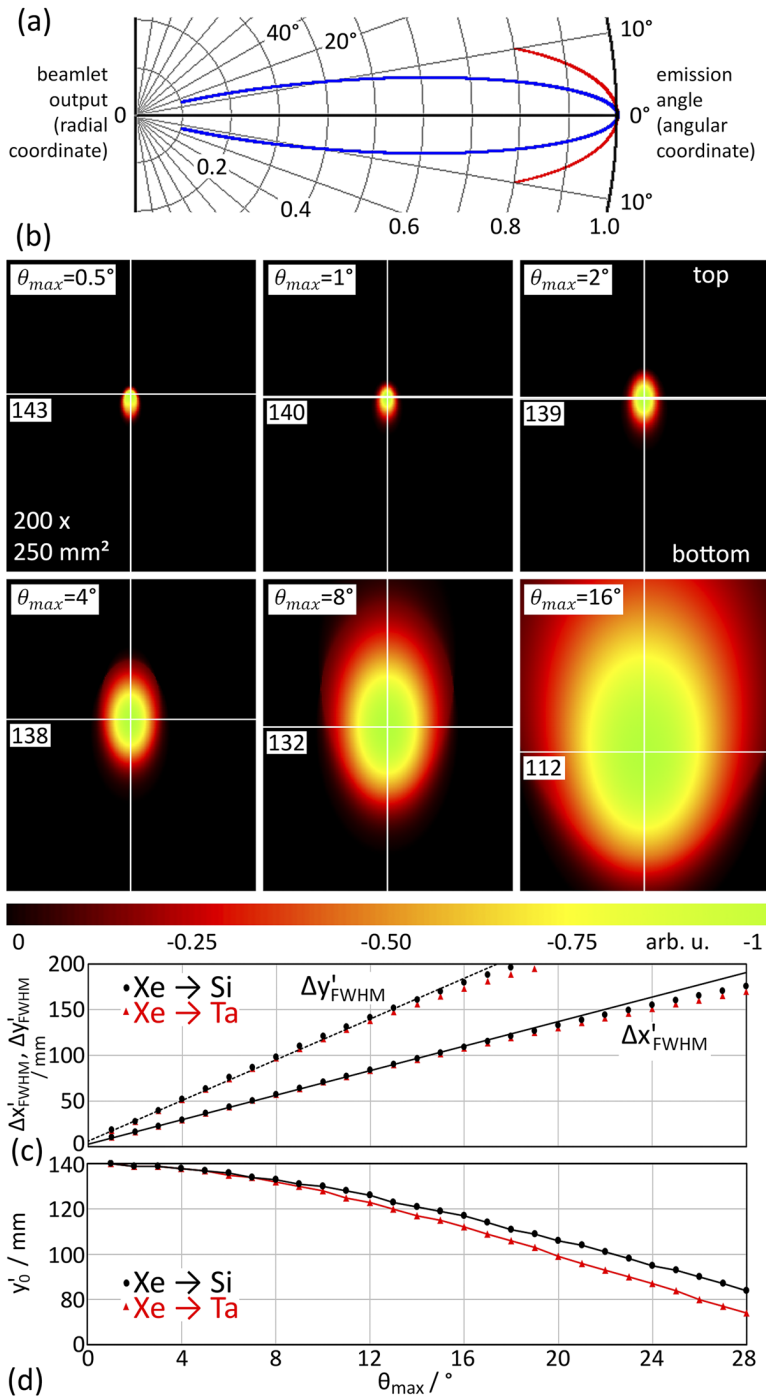 (a)
40°
20°
10°
beamlet
output
(radial
coordinate)
0
emission
angle
(angular
coordinate)
0°
0.2
0.4
0.6
0.8
1.0
10°
(b)
θmax=0.5°
θmax=1°
θmax=2°
top
143
140
139
200 x
250 mm²
bottom
θmax=4°
θmax=8°
θmax=16°
138
132
112
0 -0.25 -0.50 -0.75 arb. u. -1
Δx'FWHM, Δy'FWHM
/ mm
200
150
100
50
0
Xe → Si
Xe → Ta
Δy'FWHM
Δx'FWHM
(c)
y'0 / mm
140
120
100
80
0
Xe → Si
Xe → Ta
0 4 8 12 16 20 24 28
θmax / °
(d)